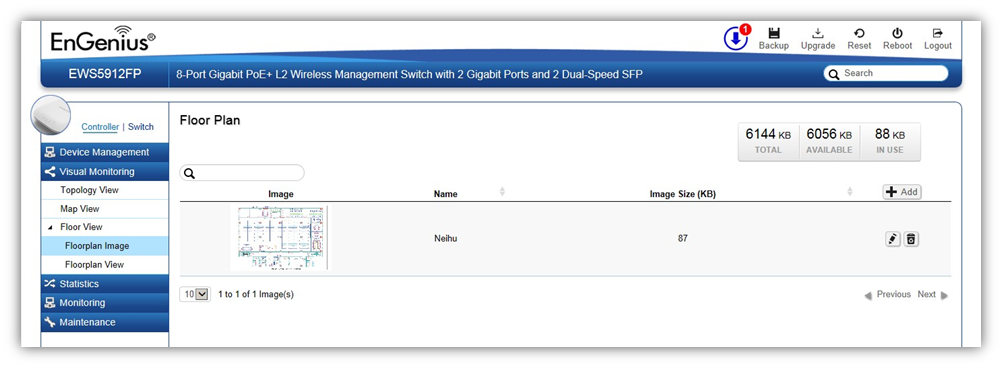 EnGenius®
1
Backup Upgrade Reset Reboot Logout
EWS5912FP 8-Port Gigabit PoE+ L2 Wireless Management Switch with 2 Gigabit Ports and 2 Dual-Speed SFP Search
Controller | Switch
Device Management
Visual Monitoring
Topology View
Map View
Floor View
Floorplan Image
Floorplan View
Statistics
Monitoring
Maintenance
Floor Plan
6144 KB 6056 KB 88 KB
TOTAL AVAILABLE IN USE
Image Name Image Size (KB) Add
Neihu 87
10 1 to 1 of 1 Image(s) Previous Next